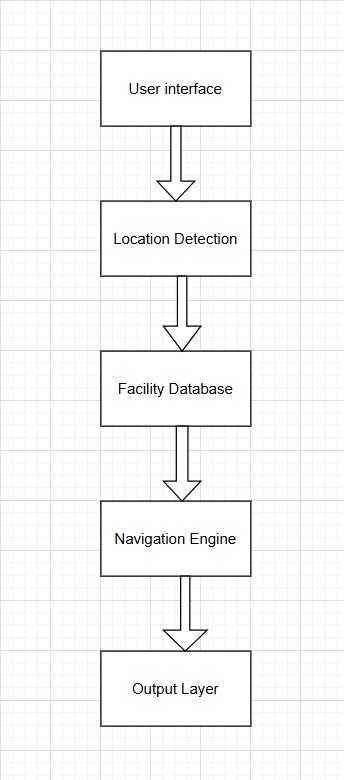 User interface
Location Detection
Facility Database
Navigation Engine
Output Layer